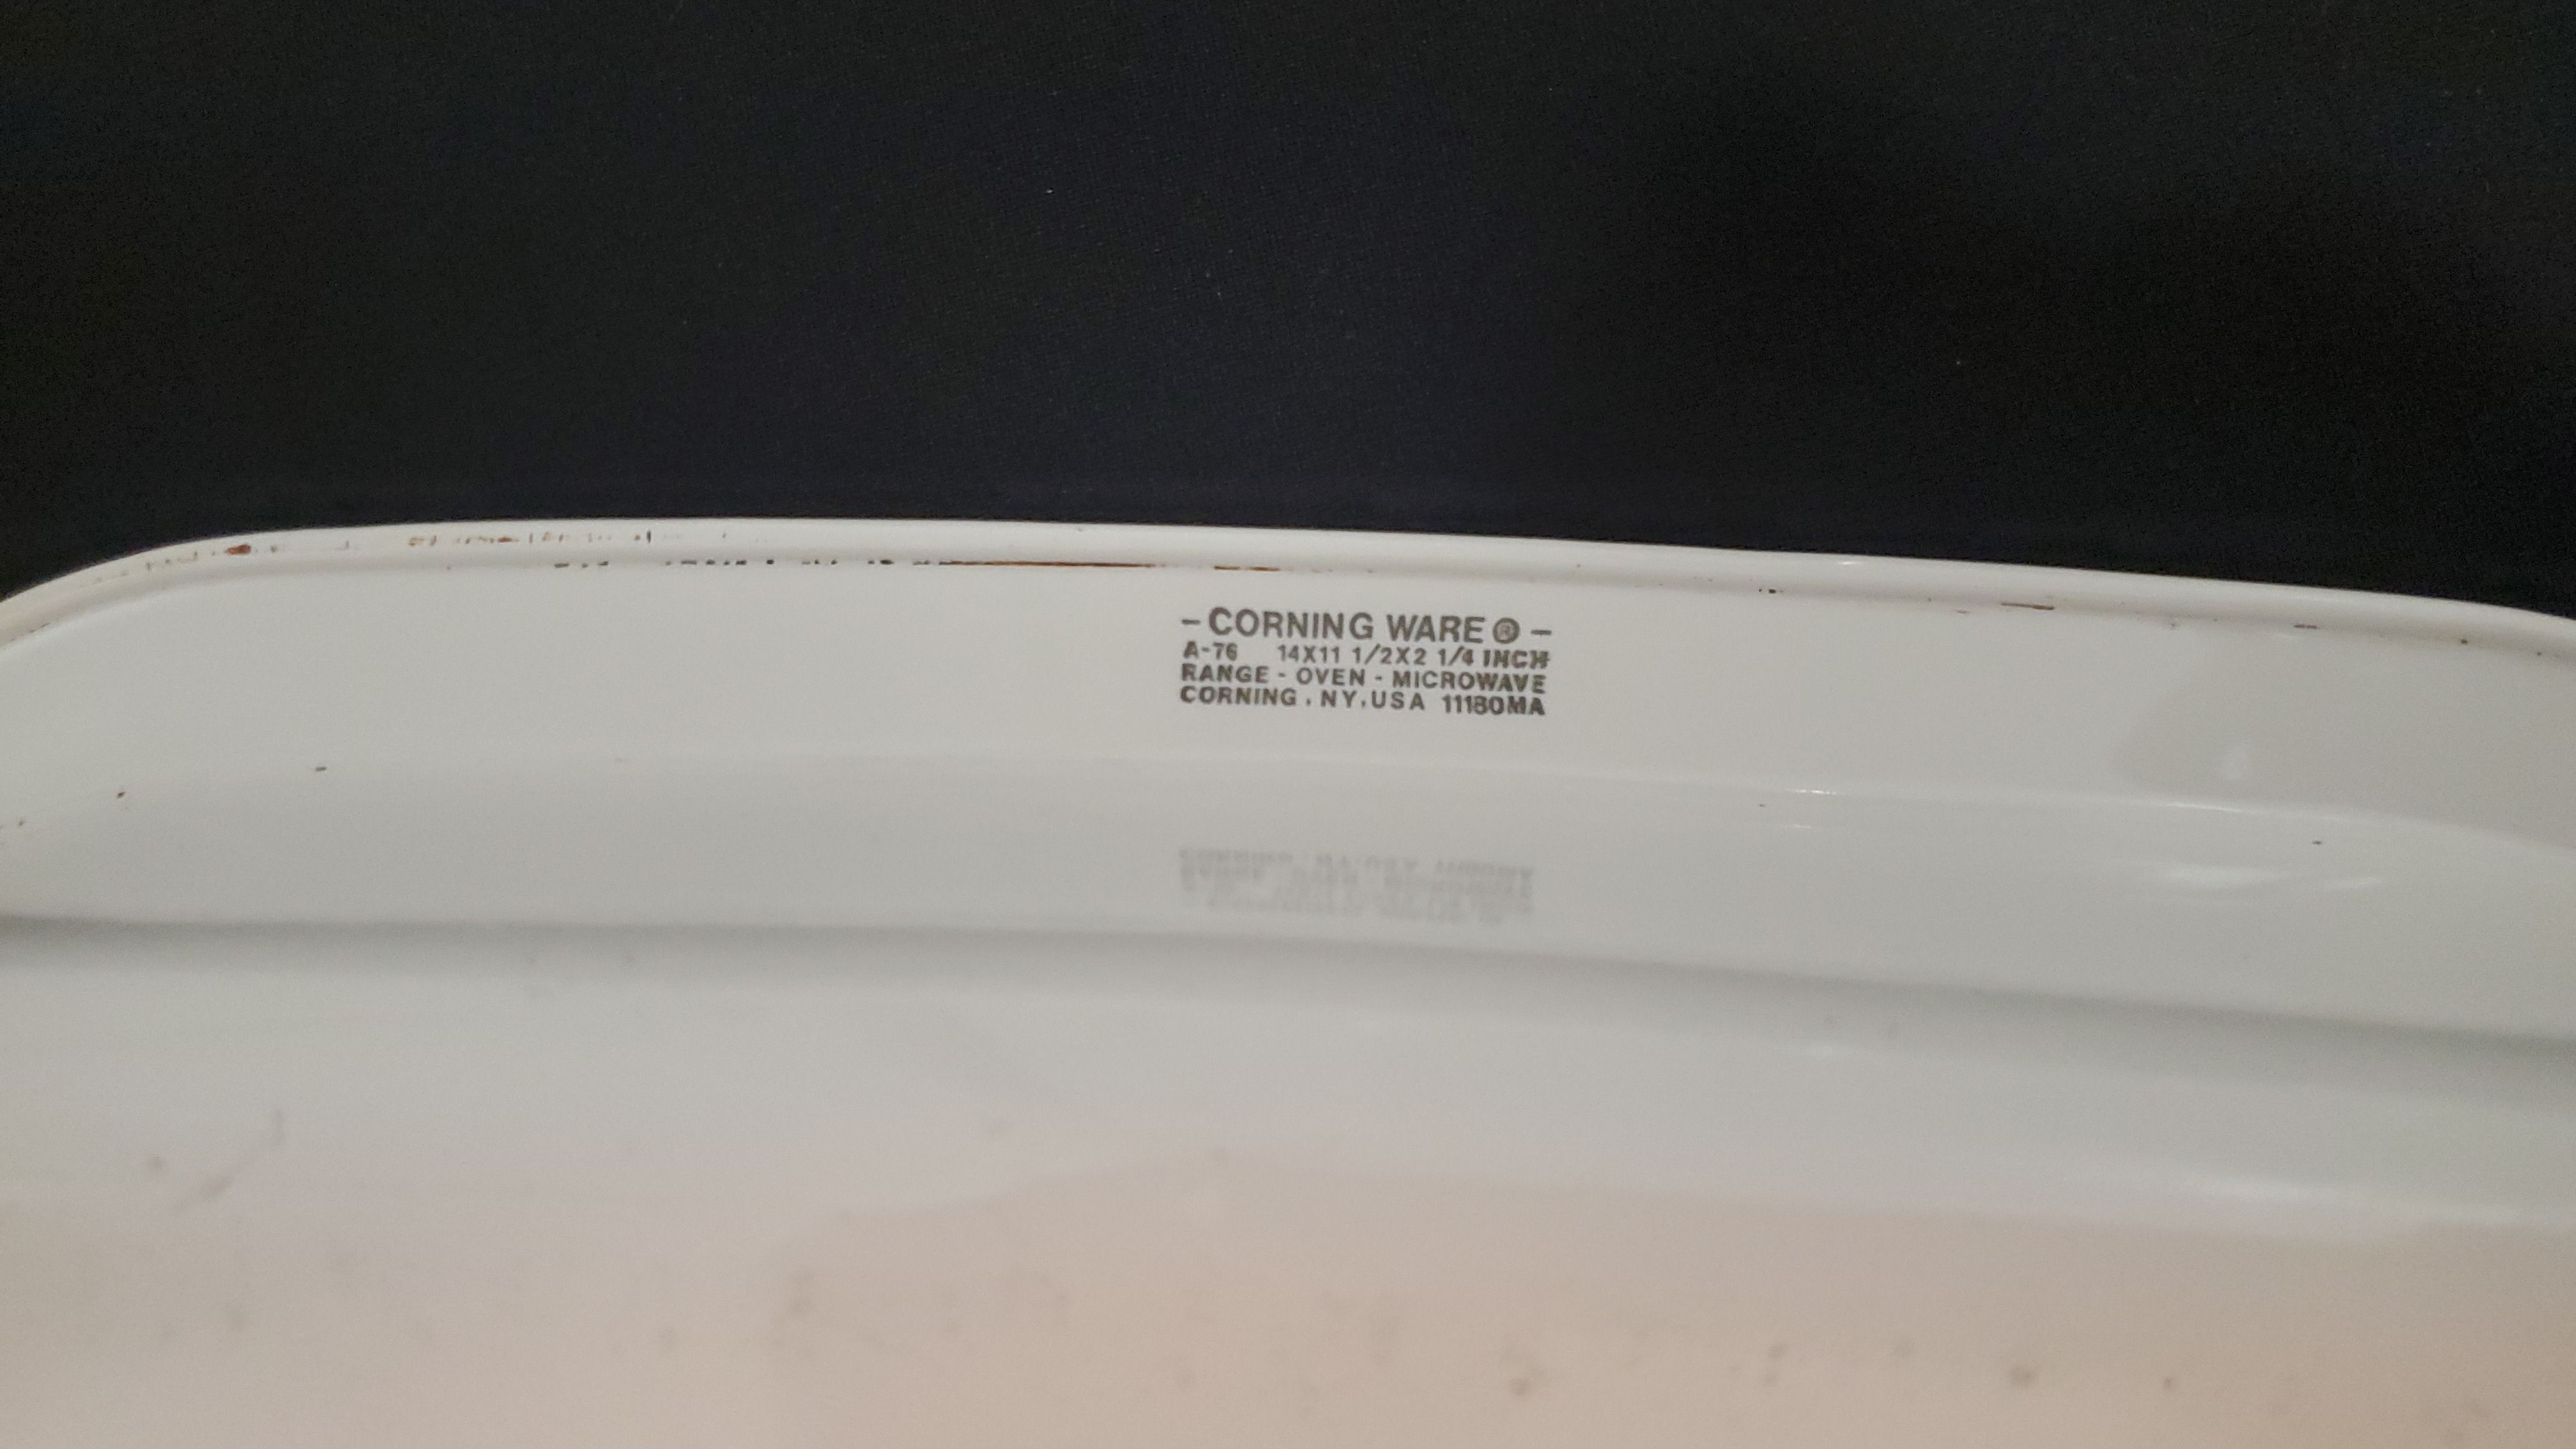 - CORNING WARE ® -
A-76 14X11 1/2X2 1/4 INCH
RANGE - OVEN - MICROWAVE
CORNING, NY, USA 11180MA